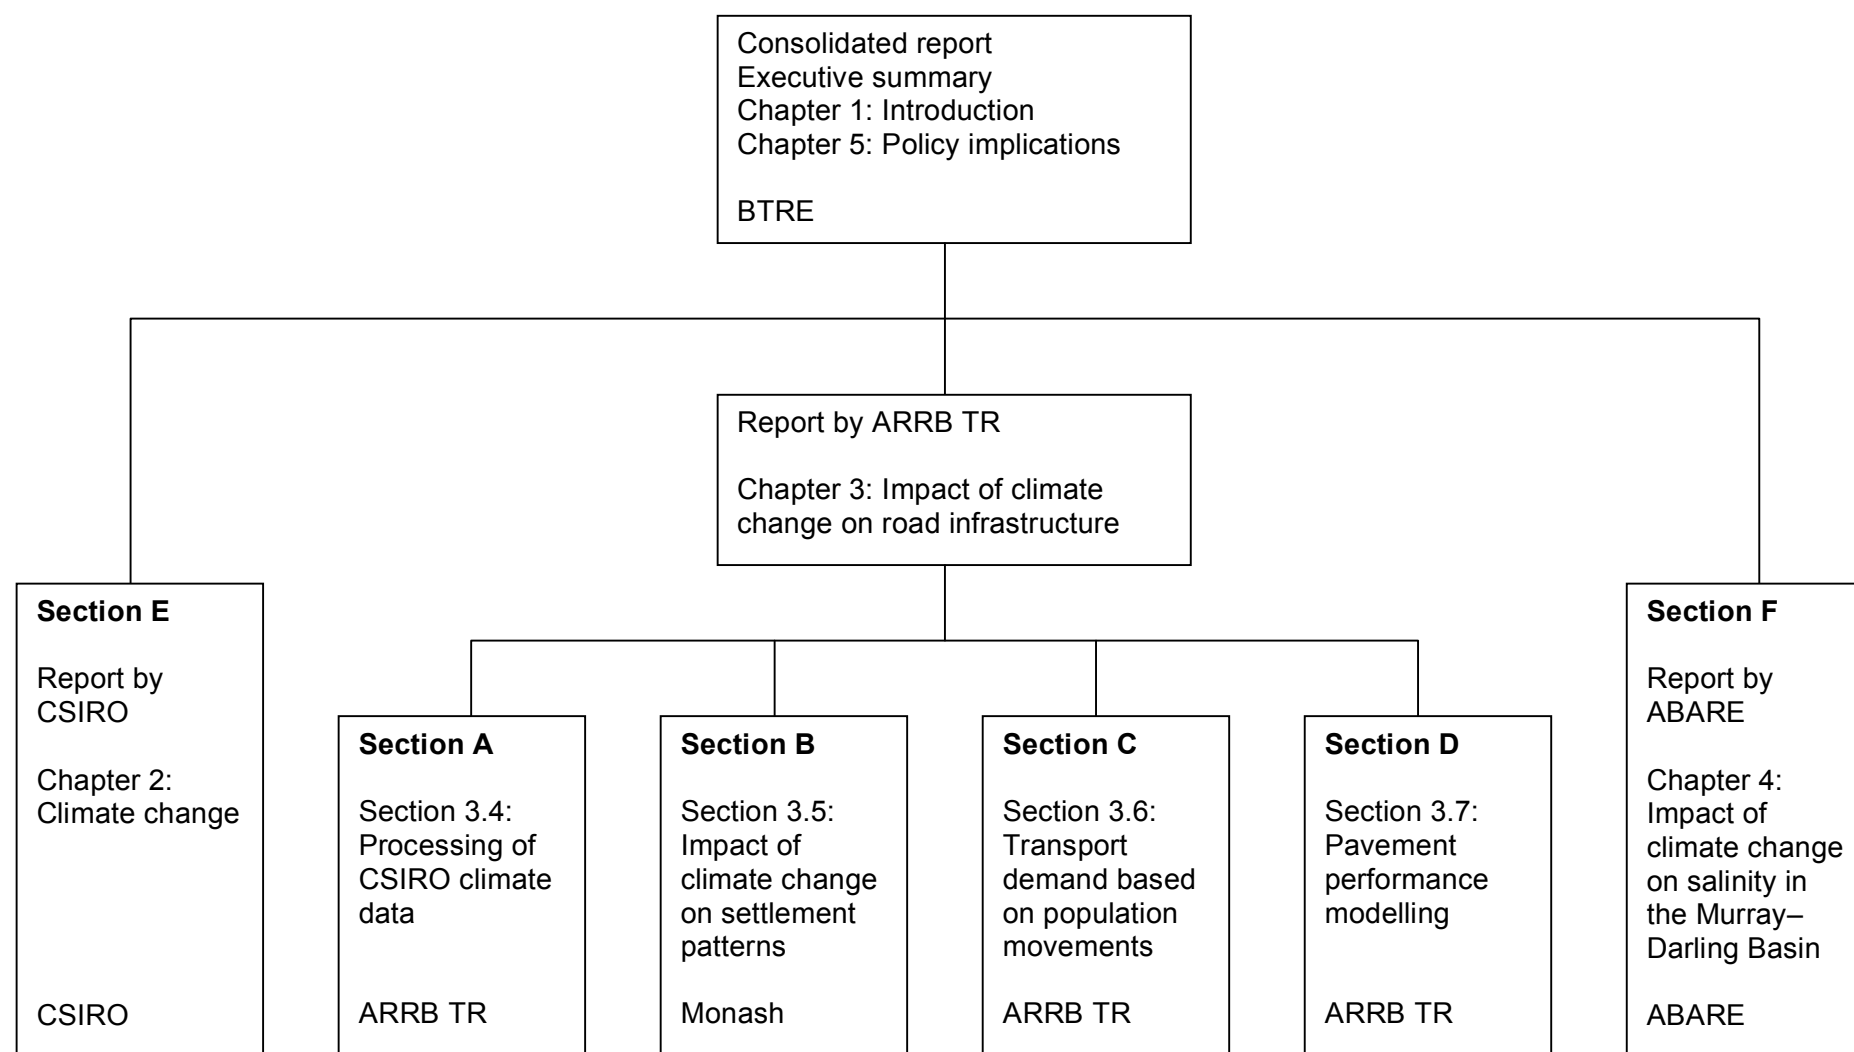 Consolidated report
Executive summary
Chapter 1: Introduction
Chapter 5: Policy implications
BTRE
Report by ARRB TR
Chapter 3: Impact of climate
change on road infrastructure
Section E
Report by
CSIRO
Chapter 2:
Climate change
CSIRO
Section A
Section 3.4:
Processing of
CSIRO climate
data
ARRB TR
Section B
Section 3.5:
Impact of
climate change
on settlement
patterns
Monash
Section C
Section 3.6:
Transport
demand based
on population
movements
ARRB TR
Section D
Section 3.7:
Pavement
performance
modelling
ARRB TR
Section F
Report by
ABARE
Chapter 4:
Impact of
climate change
on salinity in
the Murray–
Darling Basin
ABARE